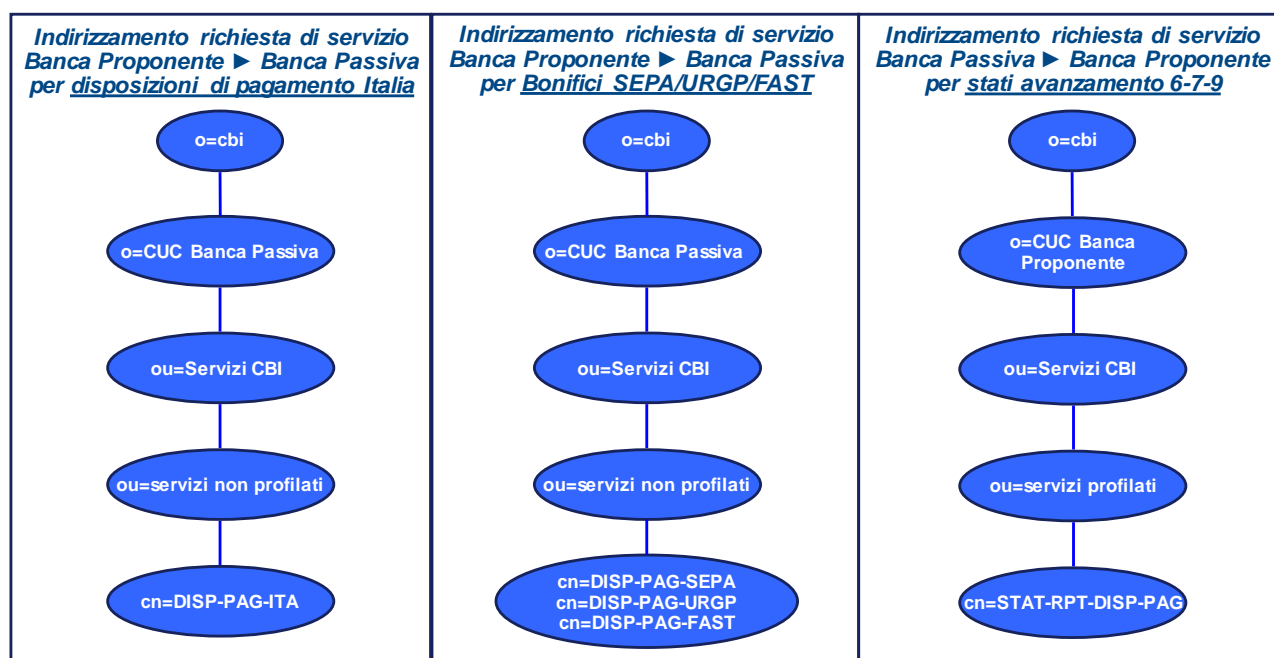 Indirizzamento richiesta di servizio
Banca Proponente ► Banca Passiva
per disposizioni di pagamento Italia
o=cbi
o=CUC Banca Passiva
ou=Servizi CBI
ou=servizi non profilati
cn=DISP-PAG-ITA
Indirizzamento richiesta di servizio
Banca Proponente ► Banca Passiva
per Bonifici SEPA/URGP/FAST
o=cbi
o=CUC Banca Passiva
ou=Servizi CBI
ou=servizi non profilati
cn=DISP-PAG-SEPA
cn=DISP-PAG-URGP
cn=DISP-PAG-FAST
Indirizzamento richiesta di servizio
Banca Passiva ► Banca Proponente
per stati avanzamento 6-7-9
o=cbi
o=CUC Banca
Proponente
ou=Servizi CBI
ou=servizi profilati
cn=STAT-RPT-DISP-PAG